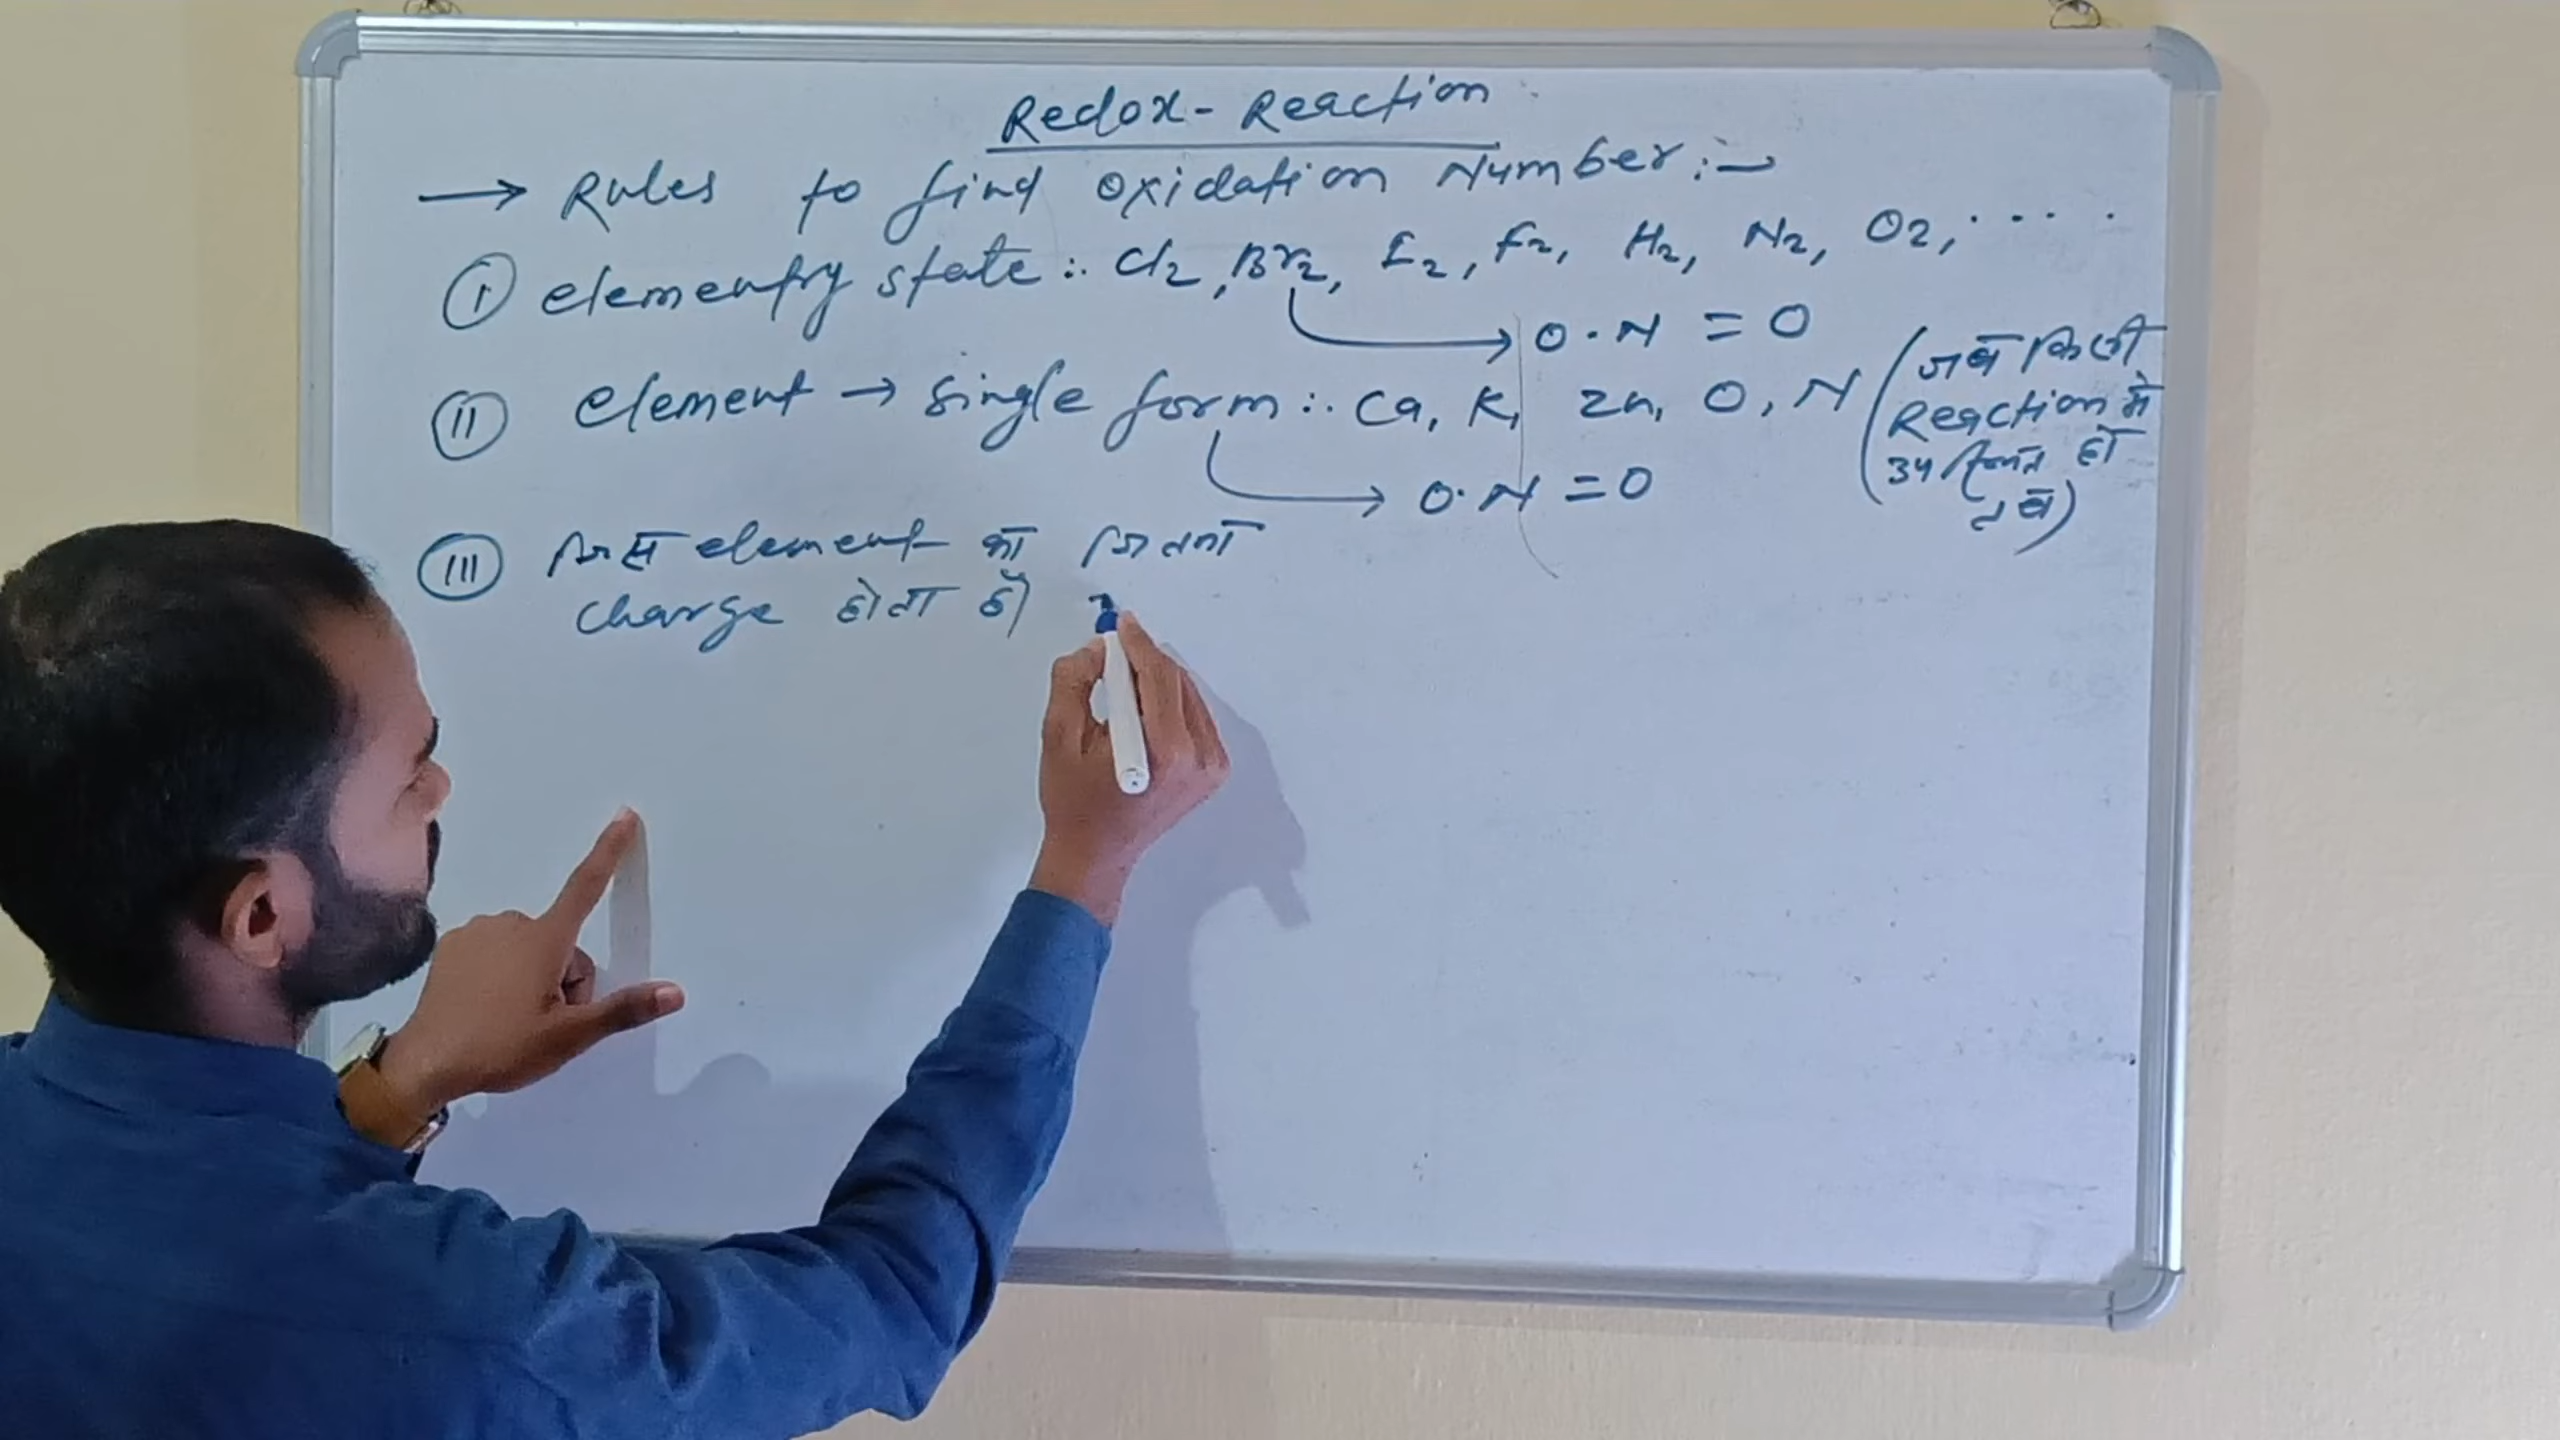 Redox - Reaction
→ Rules to find Oxidation Number :-
(I) elementry state :. Cl2, Br2, I2, F2, H2, N2, O2, ....
→ O.N = 0
(II) element → single form :. Ca, K, Zn, O, N
(जब किसी
Reaction में
उपस्थित हो
तब)
→ O.N = 0
(III) जिस element का जितना
charge होता है